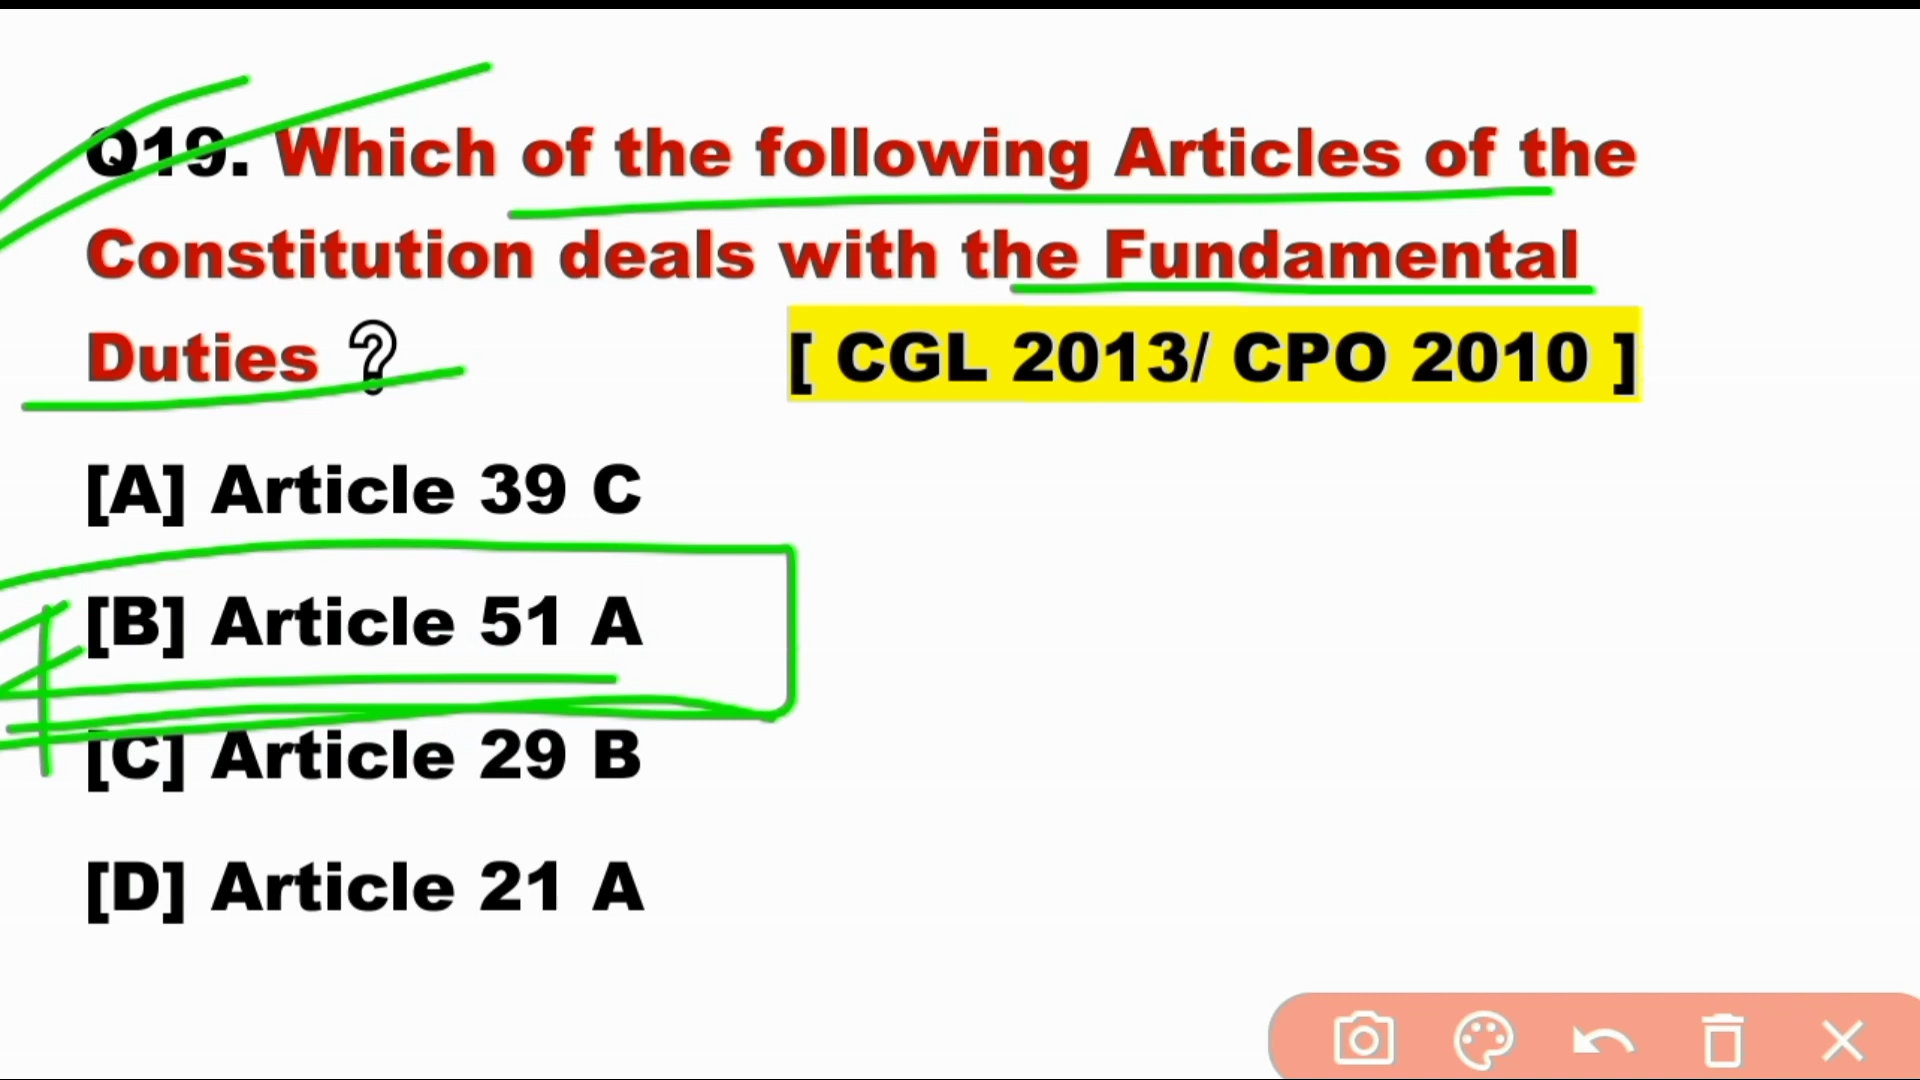 Q19. Which of the following Articles of the
Constitution deals with the Fundamental
Duties ? [ CGL 2013/ CPO 2010 ]
[A] Article 39 C
[B] Article 51 A
[C] Article 29 B
[D] Article 21 A